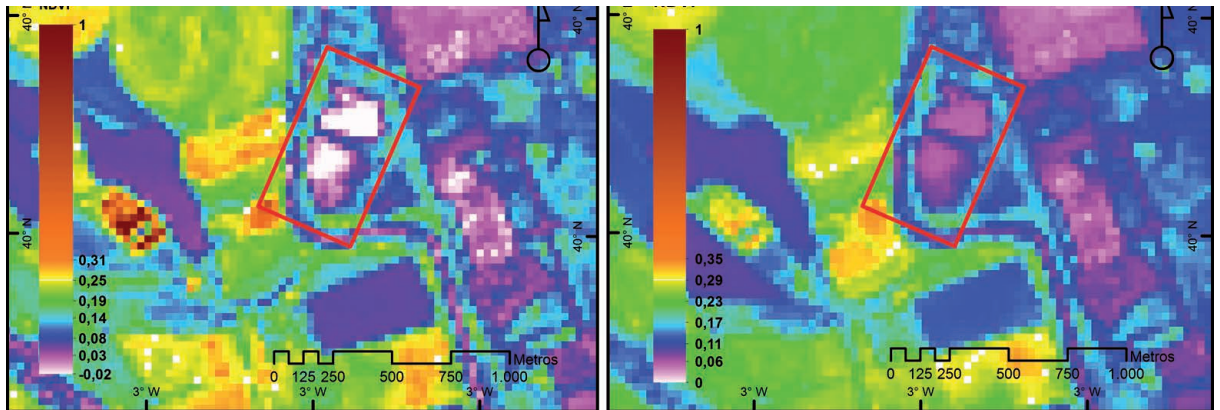 NDVI
1
0,31
0,25
0,19
0,14
0,08
0,03
-0,02
40° N
40° N
Metros
0 125 250 500 750 1.000
3° W 3° W 3° W
1
0,35
0,29
0,23
0,17
0,11
0,06
0
40° N
40° N
40° N
40° N
Metros
0 125 250 500 750 1.000
3° W 3° W 3° W